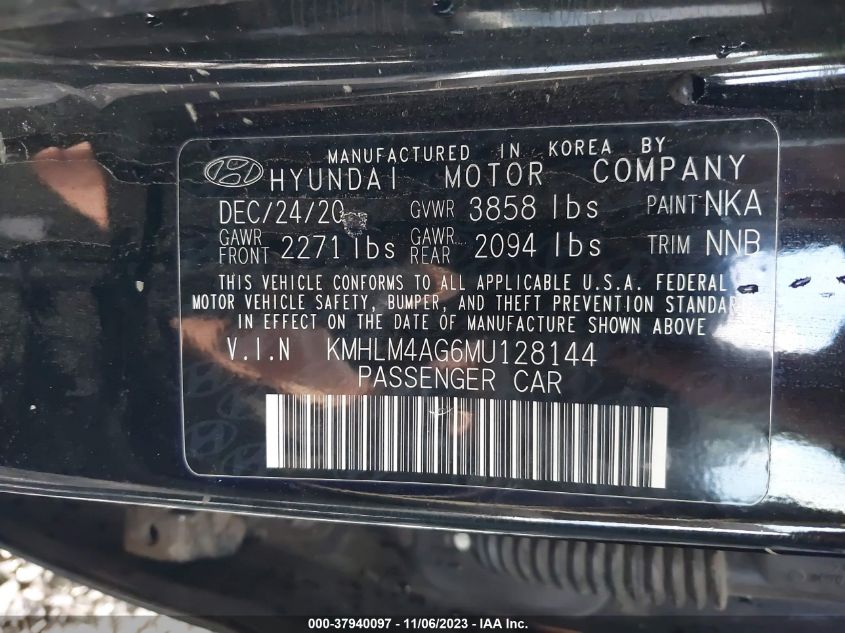 MANUFACTURED IN KOREA BY
HYUNDAI MOTOR COMPANY
DEC/24/20 GVWR 3858 lbs PAINT NKA
GAWR FRONT 2271 lbs GAWR REAR 2094 lbs TRIM NNB
THIS VEHICLE CONFORMS TO ALL APPLICABLE U.S.A. FEDERAL
MOTOR VEHICLE SAFETY, BUMPER, AND THEFT PREVENTION STANDAR
IN EFFECT ON THE DATE OF MANUFACTURE SHOWN ABOVE
V.I.N KMHLM4AG6MU128144
PASSENGER CAR
000-37940097 - 11/06/2023 - IAA Inc.